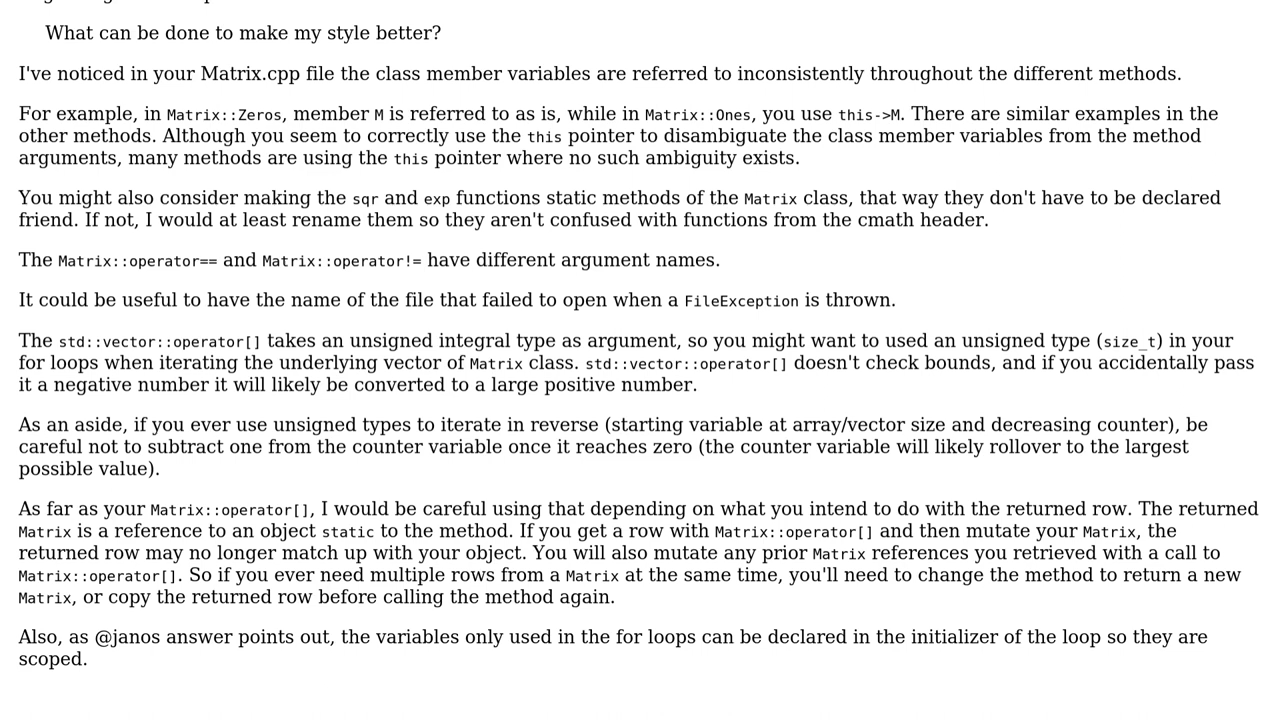 What can be done to make my style better?
I've noticed in your Matrix.cpp file the class member variables are referred to inconsistently throughout the different methods.
For example, in Matrix::Zeros, member M is referred to as is, while in Matrix::Ones, you use this->M. There are similar examples in the
other methods. Although you seem to correctly use the this pointer to disambiguate the class member variables from the method
arguments, many methods are using the this pointer where no such ambiguity exists.
You might also consider making the sqr and exp functions static methods of the Matrix class, that way they don't have to be declared
friend. If not, I would at least rename them so they aren't confused with functions from the cmath header.
The Matrix::operator== and Matrix::operator!= have different argument names.
It could be useful to have the name of the file that failed to open when a FileException is thrown.
The std::vector::operator[] takes an unsigned integral type as argument, so you might want to used an unsigned type (size_t) in your
for loops when iterating the underlying vector of Matrix class. std::vector::operator[] doesn't check bounds, and if you accidentally pass
it a negative number it will likely be converted to a large positive number.
As an aside, if you ever use unsigned types to iterate in reverse (starting variable at array/vector size and decreasing counter), be
careful not to subtract one from the counter variable once it reaches zero (the counter variable will likely rollover to the largest
possible value).
As far as your Matrix::operator[], I would be careful using that depending on what you intend to do with the returned row. The returned
Matrix is a reference to an object static to the method. If you get a row with Matrix::operator[] and then mutate your Matrix, the
returned row may no longer match up with your object. You will also mutate any prior Matrix references you retrieved with a call to
Matrix::operator[]. So if you ever need multiple rows from a Matrix at the same time, you'll need to change the method to return a new
Matrix, or copy the returned row before calling the method again.
Also, as @janos answer points out, the variables only used in the for loops can be declared in the initializer of the loop so they are
scoped.